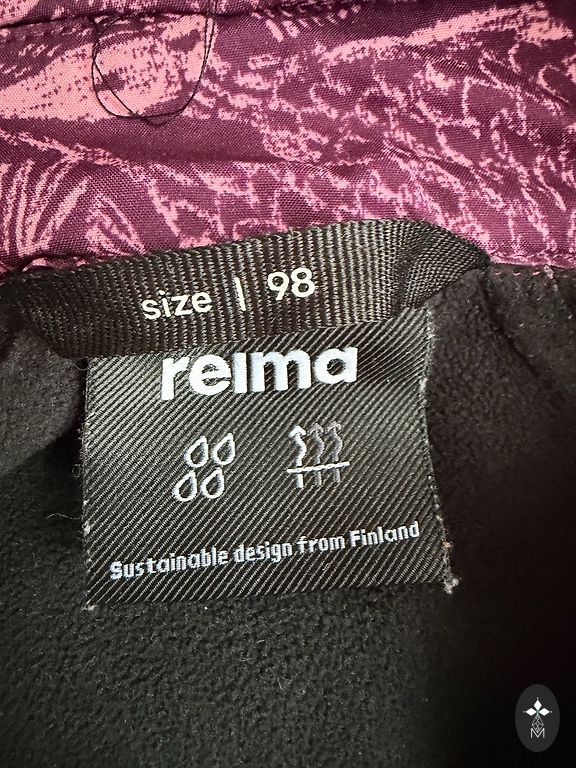 size | 98
reima
Sustainable design from Finland
M